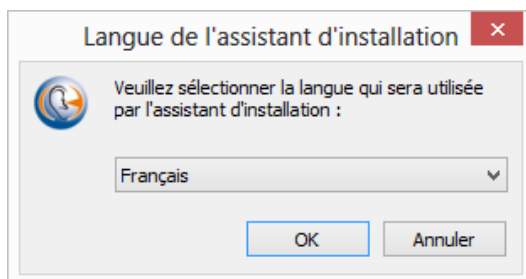 Langue de l'assistant d'installation
Veuillez sélectionner la langue qui sera utilisée
par l'assistant d'installation :
Français
OK Annuler